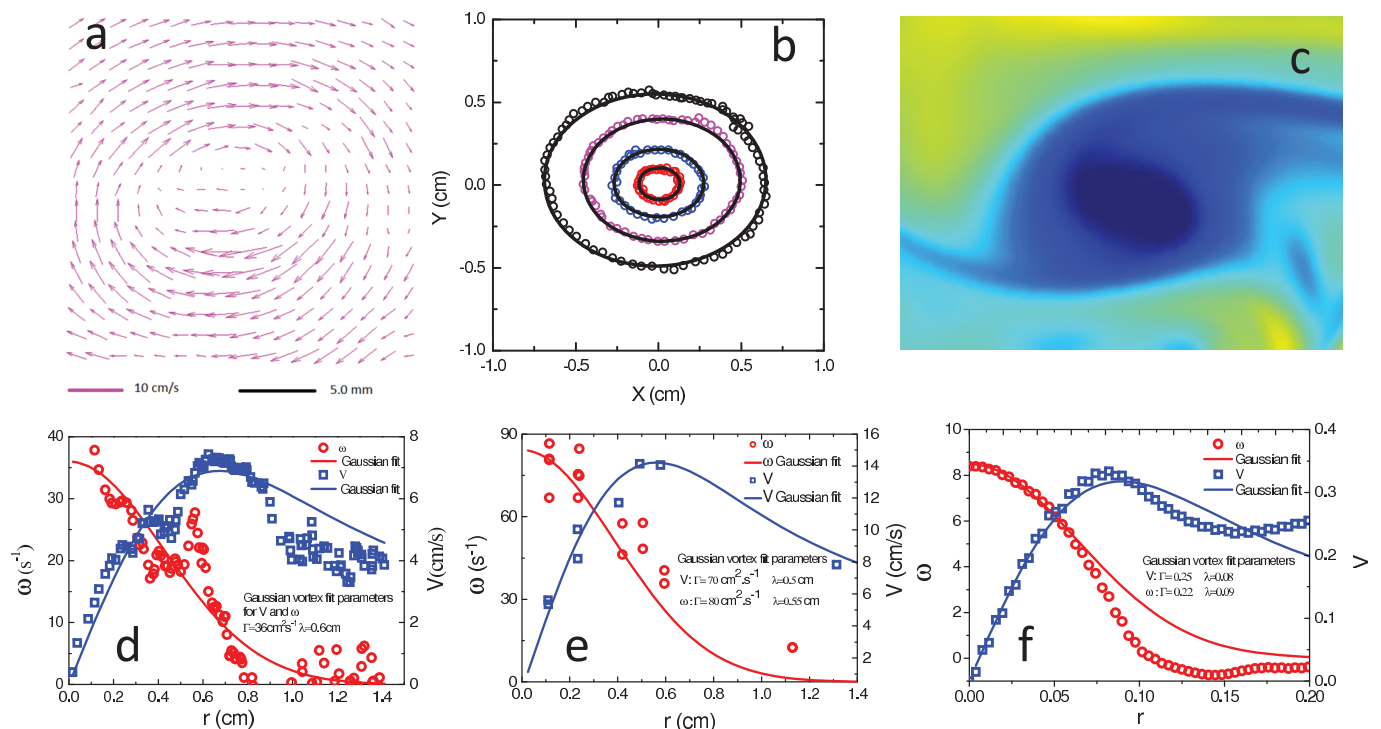 a
10 cm/s
5.0 mm
b
1.0
0.5
0.0
-0.5
-1.0
Y (cm)
-1.0
-0.5
0.0
0.5
1.0
X (cm)
c
40
30
20
10
0
ω (s⁻¹)
8
6
4
2
0
V(cm/s)
ω
Gaussian fit
V
Gaussian fit
Gaussian vortex fit parameters
for V and ω
Γ=36cm²s⁻¹ λ=0.6cm
d
0.0
0.2
0.4
0.6
0.8
1.0
1.2
1.4
r (cm)
90
60
30
0
ω (s⁻¹)
16
14
12
10
8
6
4
2
V (cm/s)
ω
ω Gaussian fit
V
V Gaussian fit
Gaussian vortex fit parameters
V: Γ= 70 cm².s⁻¹ λ=0.5 cm
ω: Γ= 80 cm².s⁻¹ λ=0.55 cm
e
0.0
0.2
0.4
0.6
0.8
1.0
1.2
1.4
r (cm)
10
8
6
4
2
0
ω
0.4
0.3
0.2
0.1
0.0
V
ω
Gaussian fit
V
Gaussian fit
Gaussian vortex fit parameters
V: Γ=0.25 λ=0.08
ω: Γ=0.22 λ=0.09
f
0.00
0.05
0.10
0.15
0.20
r